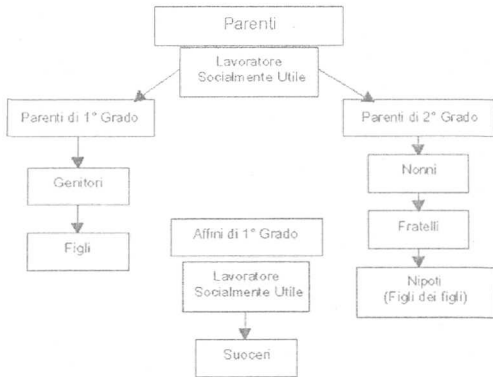 Parenti
Lavoratore
Socialmente Utile
Parenti di 1° Grado
Parenti di 2° Grado
Genitori
Nonni
Figli
Fratelli
Affini di 1° Grado
Lavoratore
Socialmente Utile
Nipoti
(Figli dei figli)
Suoceri